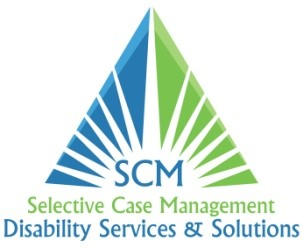 SCM
Selective Case Management
Disability Services & Solutions